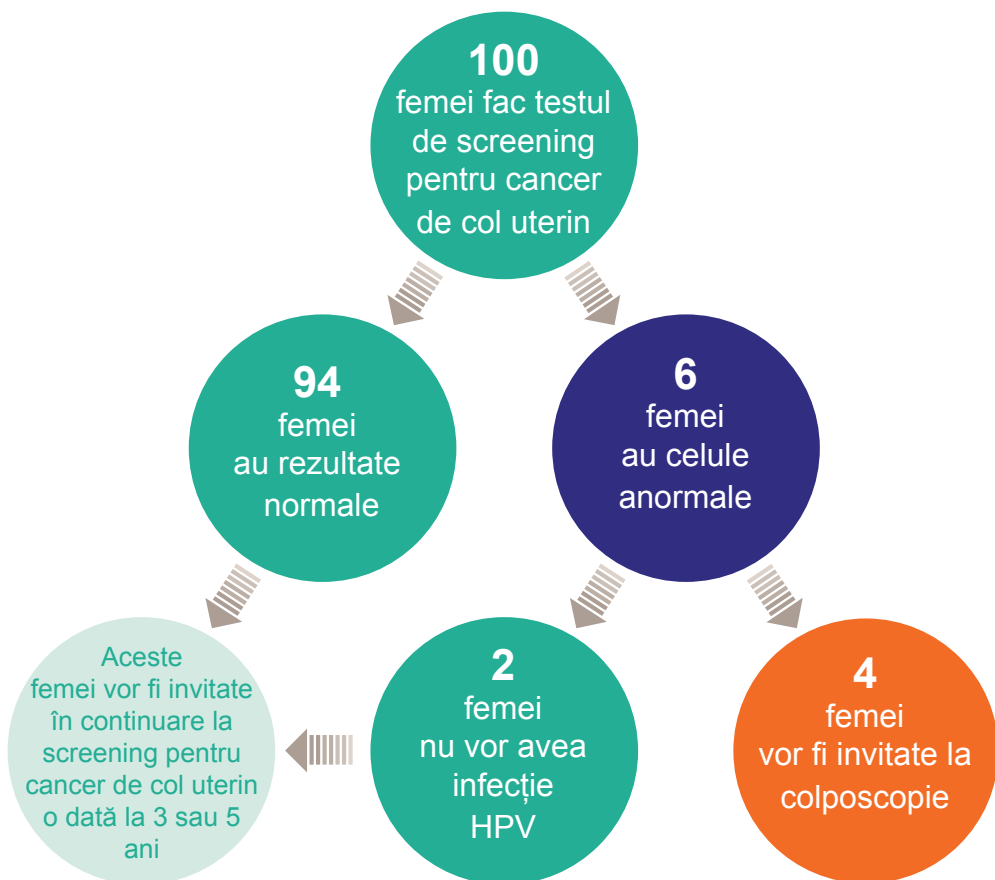 100
femei fac testul
de screening
pentru cancer
de col uterin
94
femei
au rezultate
normale
6
femei
au celule
anormale
Aceste
femei vor fi invitate
în continuare la
screening pentru
cancer de col uterin
o dată la 3 sau 5
ani
2
femei
nu vor avea
infecție
HPV
4
femei
vor fi invitate la
colposcopie